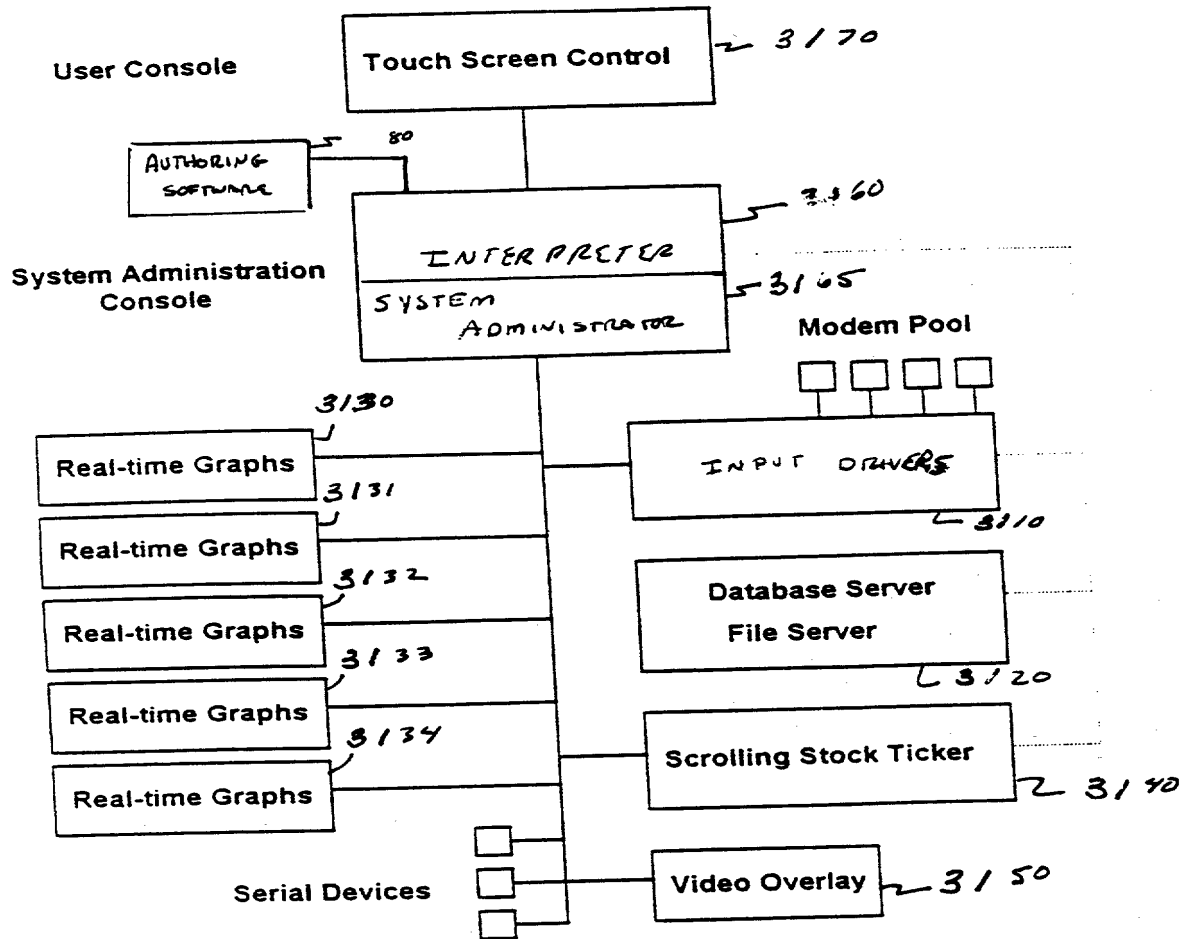 User Console
Touch Screen Control
3170
AUTHORING
SOFTWARE
80
INTERPRETER
System Administration
Console
SYSTEM
ADMINISTRATOR
3165
Modem Pool
3130
Real-time Graphs
INPUT DRIVERS
3110
3131
Real-time Graphs
3132
Real-time Graphs
Database Server
File Server
3120
3133
Real-time Graphs
3134
Real-time Graphs
Scrolling Stock Ticker
3140
Serial Devices
Video Overlay
3150